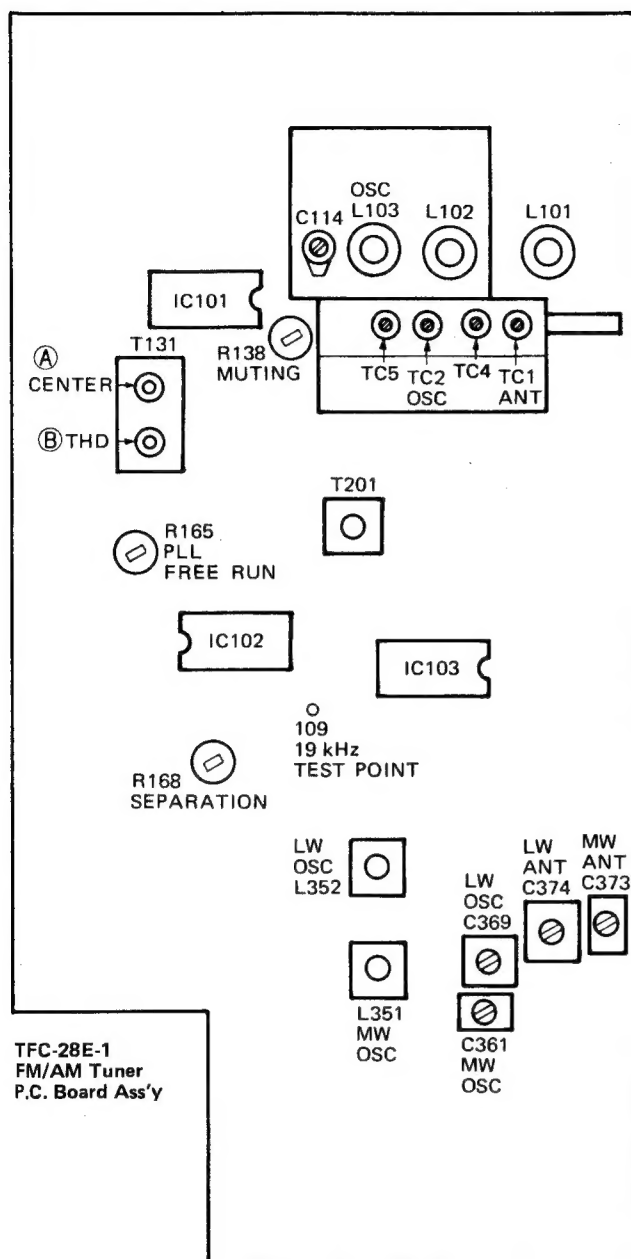 OSC
C114
L103
L102
L101
IC101
T131
R138
MUTING
Ⓐ
CENTER
Ⓑ THD
TC5
TC2
OSC
TC4
TC1
ANT
T201
R165
PLL
FREE RUN
IC102
IC103
109
19 kHz
TEST POINT
R168
SEPARATION
LW
OSC
L352
LW
OSC
C369
LW
ANT
C374
MW
ANT
C373
L351
MW
OSC
C361
MW
OSC
TFC-28E-1
FM/AM Tuner
P.C. Board Ass'y